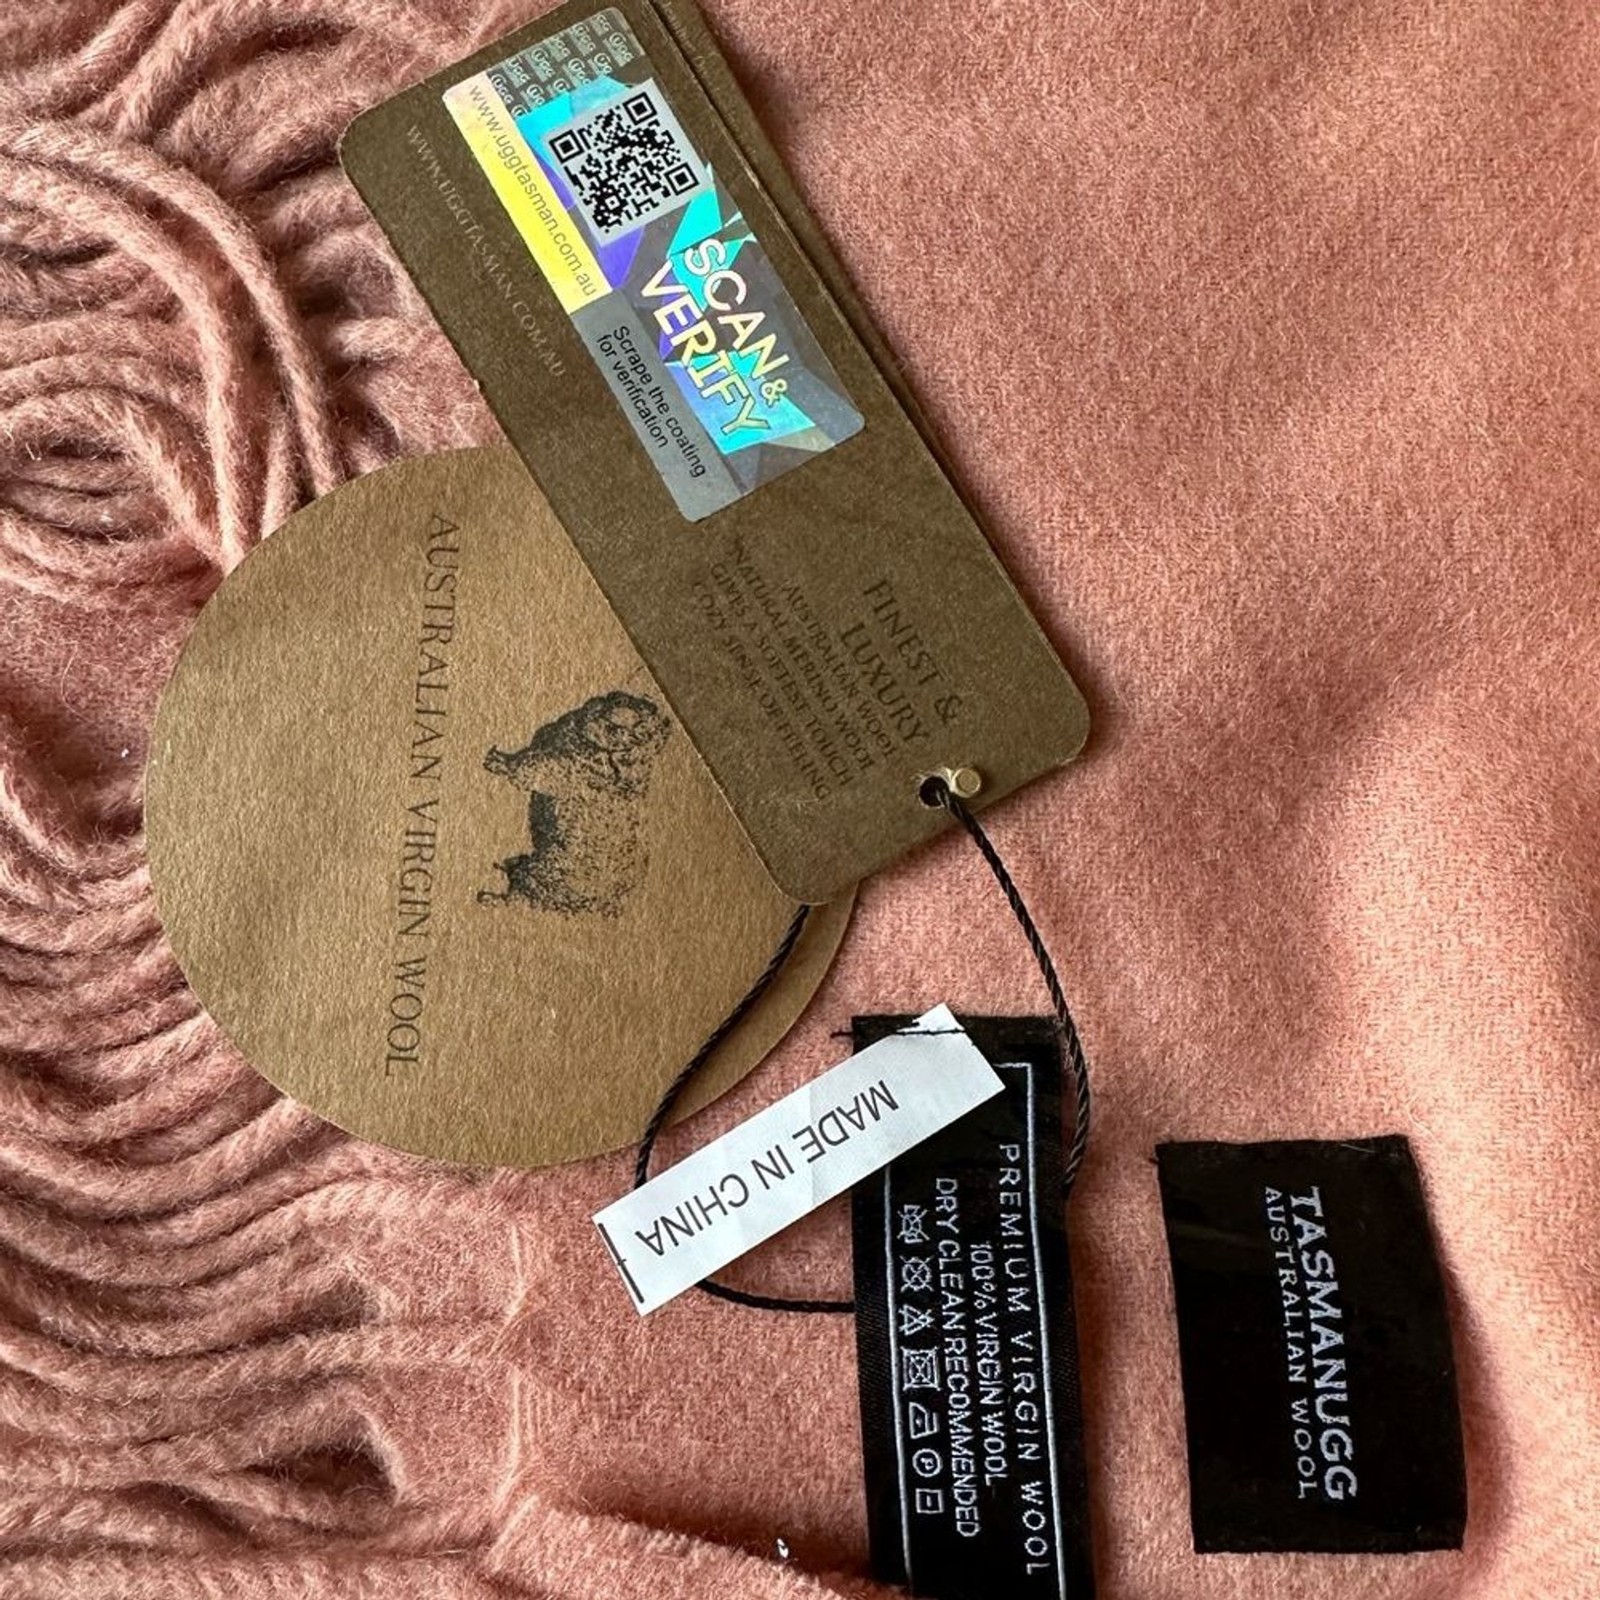 www.uggtasman.com.au
SCAN &
VERIFY
Scrape the coating
for verification
WWW.UGGTASMAN.COM.AU
FINEST &
LUXURY
AUSTRALIAN WOOL
NATURAL MERINO WOOL
GIVES A SOFTEST TOUCH
COZY SENSE OF FEELING
AUSTRALIAN VIRGIN WOOL
MADE IN CHINA
PREMIUM VIRGIN WOOL
100% VIRGIN WOOL
DRY CLEAN RECOMMENDED
TASMANUGG
AUSTRALIAN WOOL